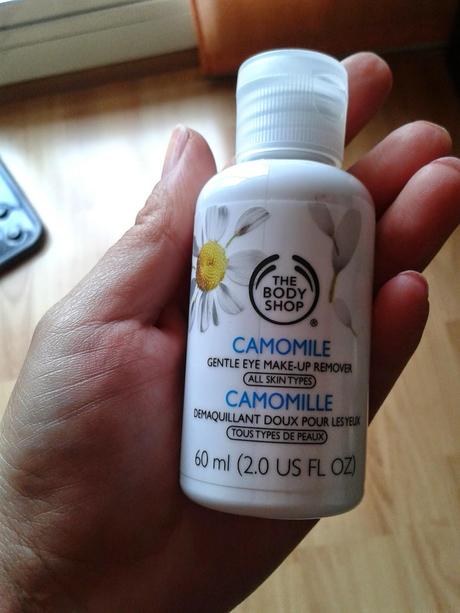 THE
BODY
SHOP
®
CAMOMILE
GENTLE EYE MAKE-UP REMOVER
ALL SKIN TYPES
CAMOMILLE
DÉMAQUILLANT DOUX POUR LES YEUX
TOUS TYPES DE PEAUX
60 ml (2.0 US FL OZ)